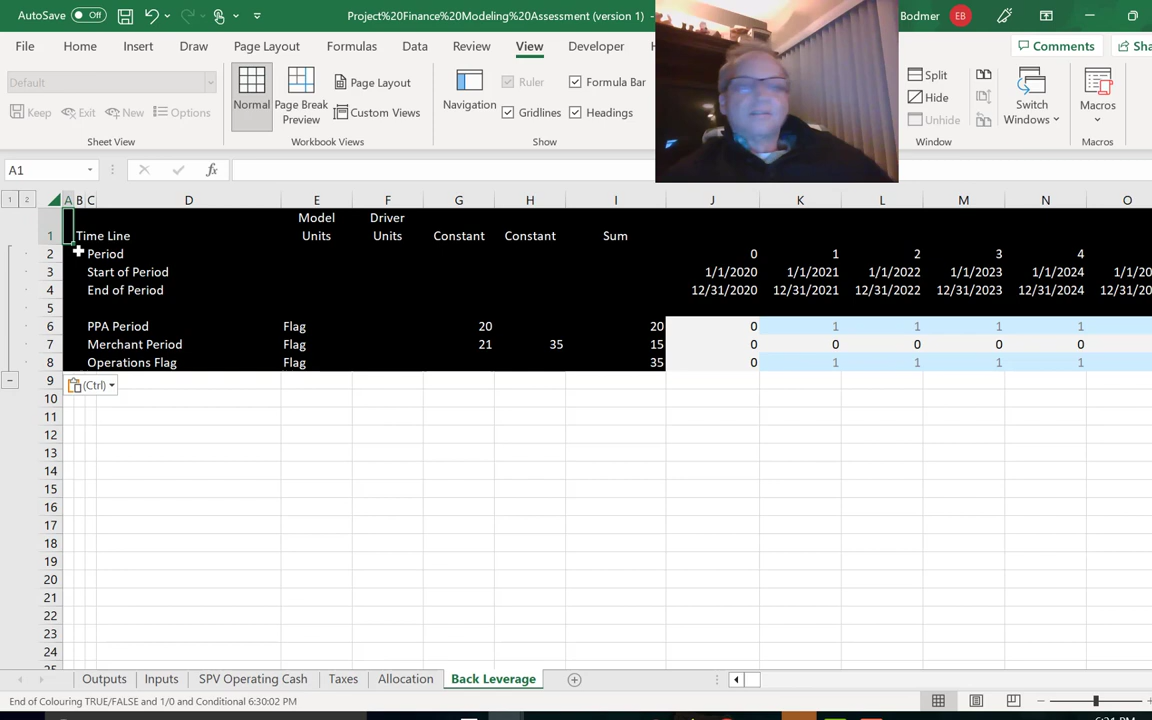 AutoSave Off Project%20Finance%20Modeling%20Assessment (version 1) - Bodmer EB
File Home Insert Draw Page Layout Formulas Data Review View Developer Comments Sha
Default
Keep Exit New Options
Sheet View
Normal
Page Break Preview
Page Layout
Custom Views
Workbook Views
Navigation
Ruler
Gridlines
Formula Bar
Headings
Show
Split
Hide
Unhide
Switch Windows
Window
Macros
Macros
A1 fx
1 2 A B C D E F G H I J K L M N O
Model Driver
1 Time Line Units Units Constant Constant Sum
2 Period 0 1 2 3 4
3 Start of Period 1/1/2020 1/1/2021 1/1/2022 1/1/2023 1/1/2024 1/1/20
4 End of Period 12/31/2020 12/31/2021 12/31/2022 12/31/2023 12/31/2024 12/31/20
5
6 PPA Period Flag 20 20 0 1 1 1 1
7 Merchant Period Flag 21 35 15 0 0 0 0 0
8 Operations Flag Flag 35 0 1 1 1 1
9 (Ctrl)
10
11
12
13
14
15
16
17
18
19
20
21
22
23
24
Outputs Inputs SPV Operating Cash Taxes Allocation Back Leverage
End of Colouring TRUE/FALSE and 1/0 and Conditional 6:30:02 PM